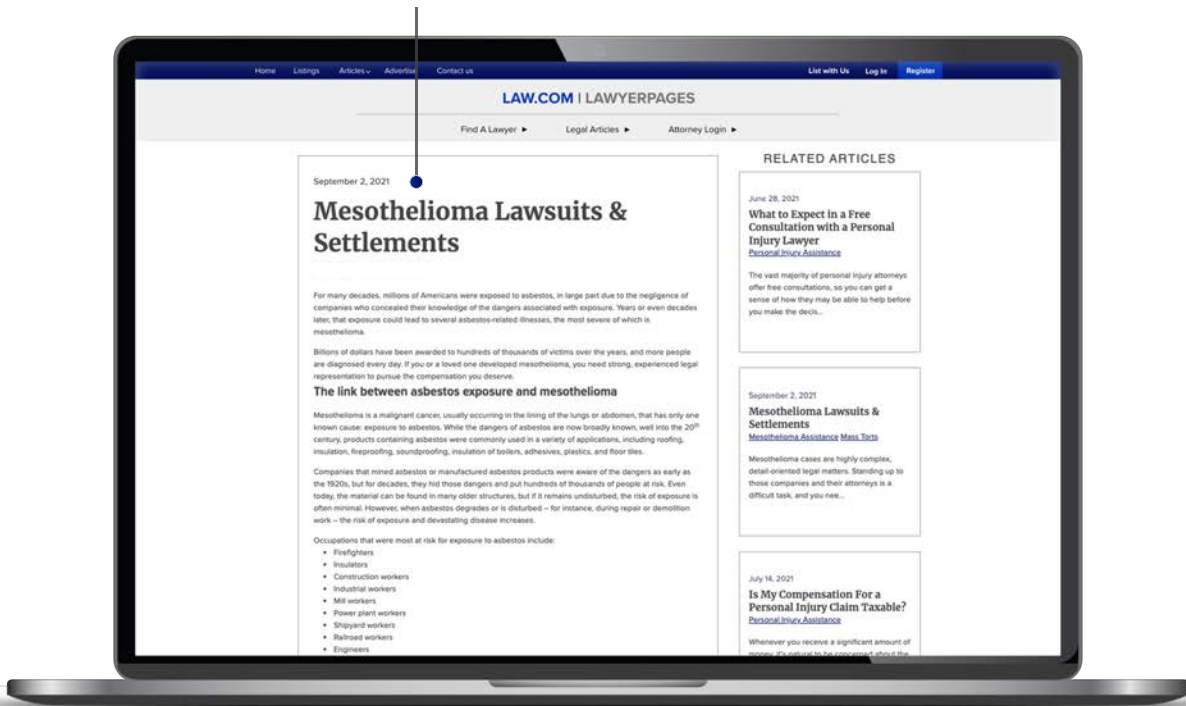 Home Listings Articles Advertise Contact us List with Us Log In Register
LAW.COM | LAWYERPAGES
Find A Lawyer ► Legal Articles ► Attorney Login ►
September 2, 2021
Mesothelioma Lawsuits &
Settlements
For many decades, millions of Americans were exposed to asbestos, in large part due to the negligence of
companies who concealed their knowledge of the dangers associated with exposure. Years or even decades
later, that exposure could lead to several asbestos-related illnesses, the most severe of which is
mesothelioma.
Billions of dollars have been awarded to hundreds of thousands of victims over the years, and more people
are diagnosed every day. If you or a loved one developed mesothelioma, you need strong, experienced legal
representation to pursue the compensation you deserve.
The link between asbestos exposure and mesothelioma
Mesothelioma is a malignant cancer, usually occurring in the lining of the lungs or abdomen, that has only one
known cause: exposure to asbestos. While the dangers of asbestos are now broadly known, well into the 20th
century, products containing asbestos were commonly used in a variety of applications, including roofing,
insulation, fireproofing, soundproofing, insulation of boilers, adhesives, plastics, and floor tiles.
Companies that mined asbestos or manufactured asbestos products were aware of the dangers as early as
the 1920s, but for decades, they hid those dangers and put hundreds of thousands of people at risk. Even
today, the material can be found in many older structures, but if it remains undisturbed, the risk of exposure is
often minimal. However, when asbestos degrades or is disturbed – for instance, during repair or demolition
work – the risk of exposure and devastating disease increases.
Occupations that were most at risk for exposure to asbestos include:
• Firefighters
• Insulators
• Construction workers
• Industrial workers
• Mill workers
• Power plant workers
• Shipyard workers
• Railroad workers
• Engineers
RELATED ARTICLES
June 28, 2021
What to Expect in a Free
Consultation with a Personal
Injury Lawyer
Personal Injury Assistance
The vast majority of personal injury attorneys
offer free consultations, so you can get a
sense of how they may be able to help before
you make the decis...
September 2, 2021
Mesothelioma Lawsuits &
Settlements
Mesothelioma Assistance Mass Torts
Mesothelioma cases are highly complex,
detail-oriented legal matters. Standing up to
those companies and their attorneys is a
difficult task, and you nee...
July 14, 2021
Is My Compensation For a
Personal Injury Claim Taxable?
Personal Injury Assistance
Whenever you receive a significant amount of
money, it's natural to be concerned about the